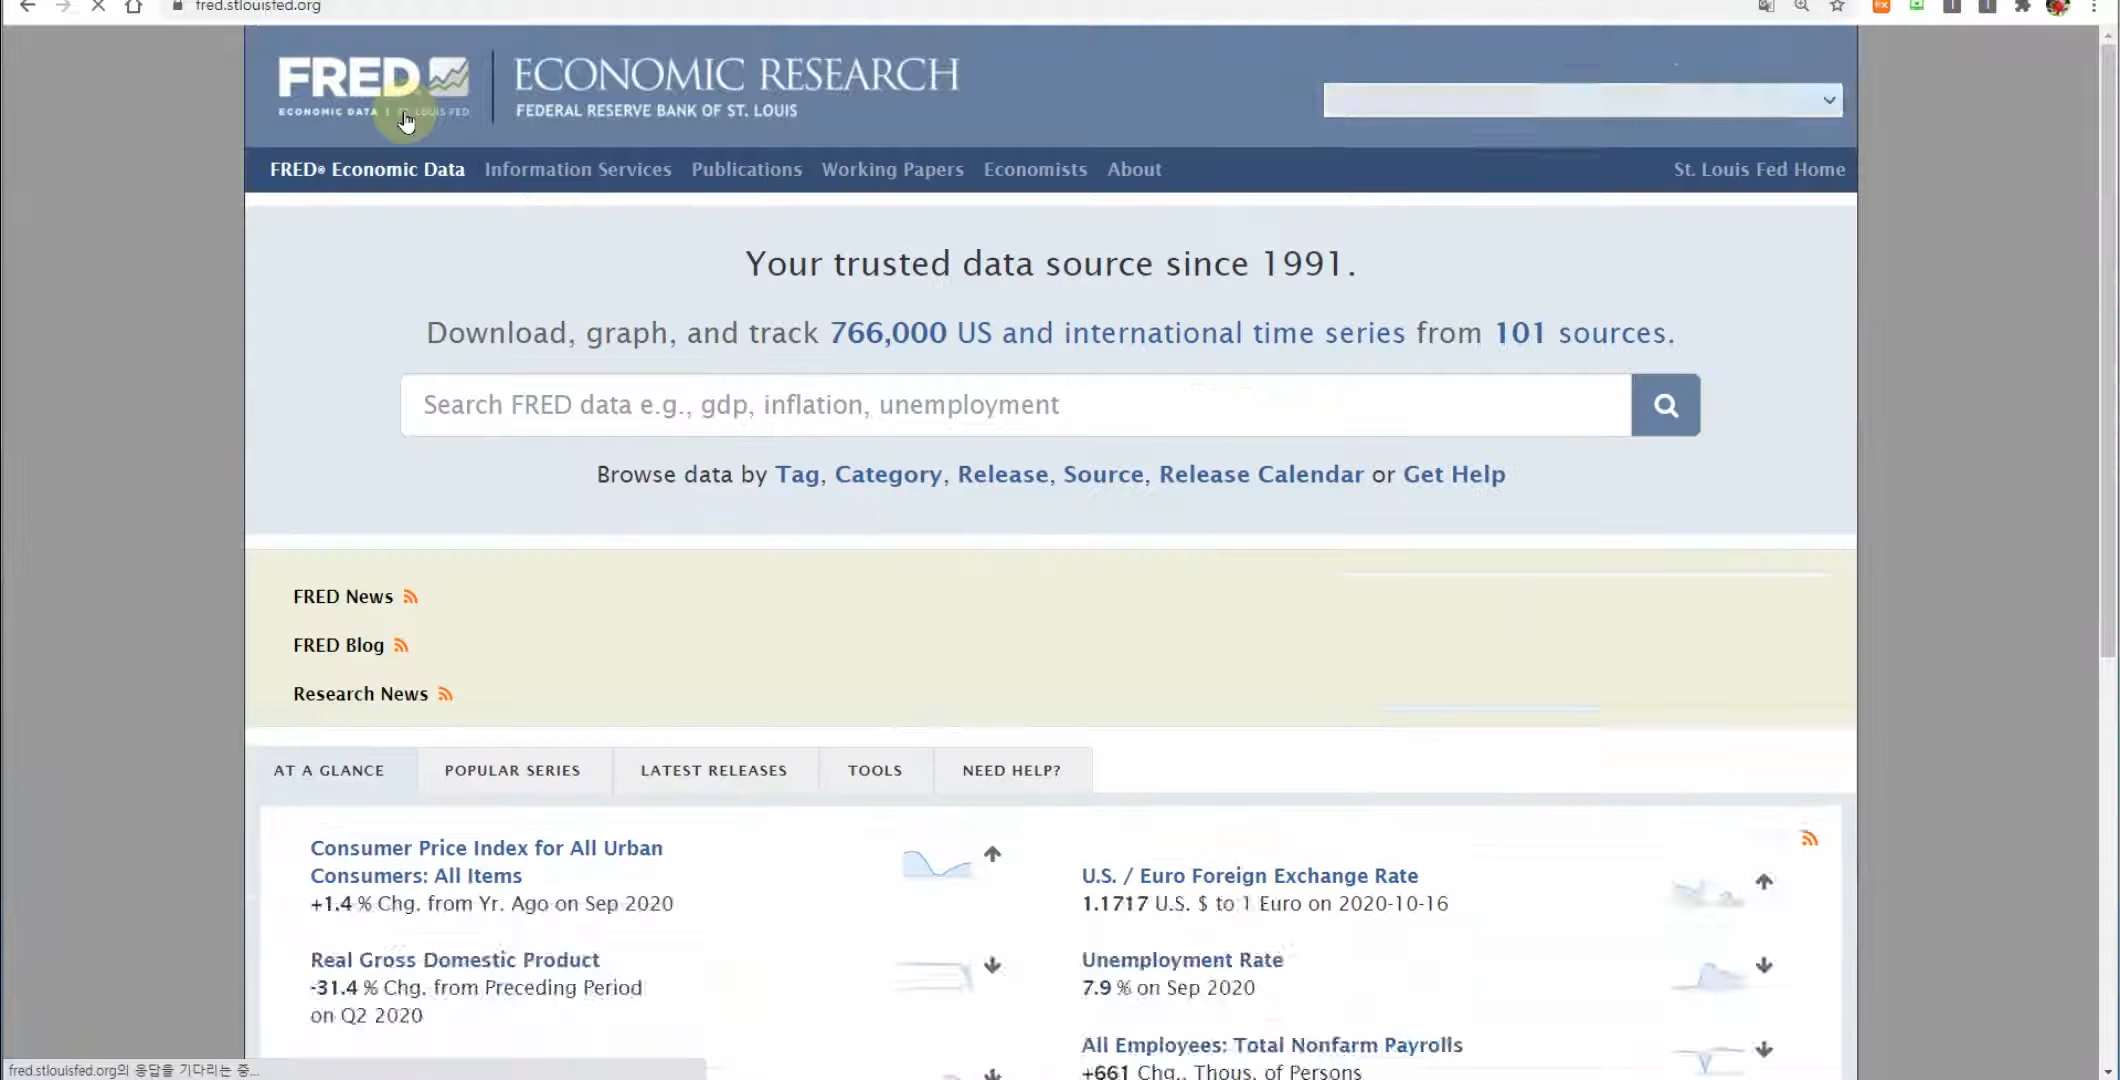 fred.stlouisfed.org
FRED
ECONOMIC DATA | ST. LOUIS FED
ECONOMIC RESEARCH
FEDERAL RESERVE BANK OF ST. LOUIS
FRED® Economic Data Information Services Publications Working Papers Economists About St. Louis Fed Home
Your trusted data source since 1991.
Download, graph, and track 766,000 US and international time series from 101 sources.
Search FRED data e.g., gdp, inflation, unemployment
Browse data by Tag, Category, Release, Source, Release Calendar or Get Help
FRED News
FRED Blog
Research News
AT A GLANCE POPULAR SERIES LATEST RELEASES TOOLS NEED HELP?
Consumer Price Index for All Urban
Consumers: All Items
+1.4 % Chg. from Yr. Ago on Sep 2020
Real Gross Domestic Product
-31.4 % Chg. from Preceding Period
on Q2 2020
U.S. / Euro Foreign Exchange Rate
1.1717 U.S. $ to 1 Euro on 2020-10-16
Unemployment Rate
7.9 % on Sep 2020
All Employees: Total Nonfarm Payrolls
+661 Chg., Thous. of Persons
fred.stlouisfed.org의 응답을 기다리는 중...